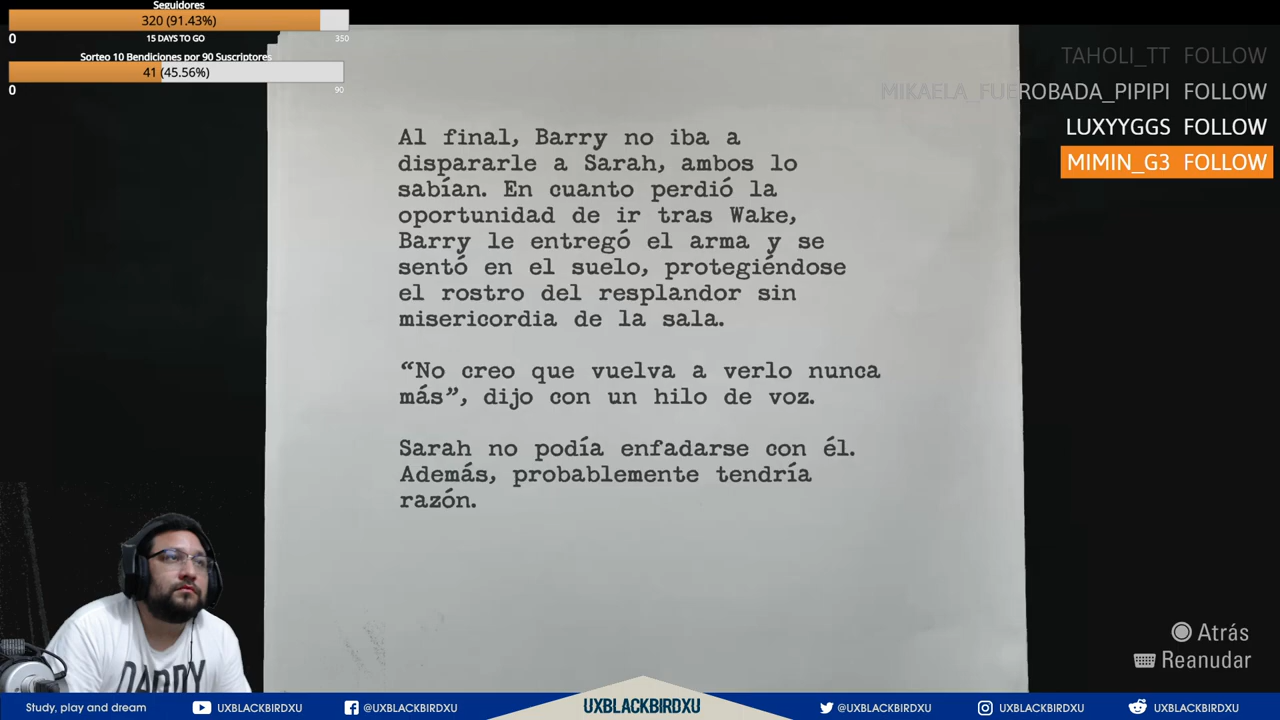 Seguidores
320 (91.43%)
0 15 DAYS TO GO 350
Sorteo 10 Bendiciones por 90 Suscriptores
41 (45.56%)
0 90
TAHOLI_TT FOLLOW
MIKAELA_FUEROBADA_PIPIPI FOLLOW
LUXYYGGS FOLLOW
MIMIN_G3 FOLLOW
Al final, Barry no iba a
dispararle a Sarah, ambos lo
sabían. En cuanto perdió la
oportunidad de ir tras Wake,
Barry le entregó el arma y se
sentó en el suelo, protegiéndose
el rostro del resplandor sin
misericordia de la sala.
“No creo que vuelva a verlo nunca
más”, dijo con un hilo de voz.
Sarah no podía enfadarse con él.
Además, probablemente tendría
razón.
DADDY
Atrás
Reanudar
Study, play and dream UXBLACKBIRDXU @UXBLACKBIRDXU UXBLACKBIRDXU @UXBLACKBIRDXU UXBLACKBIRDXU UXBLACKBIRDXU